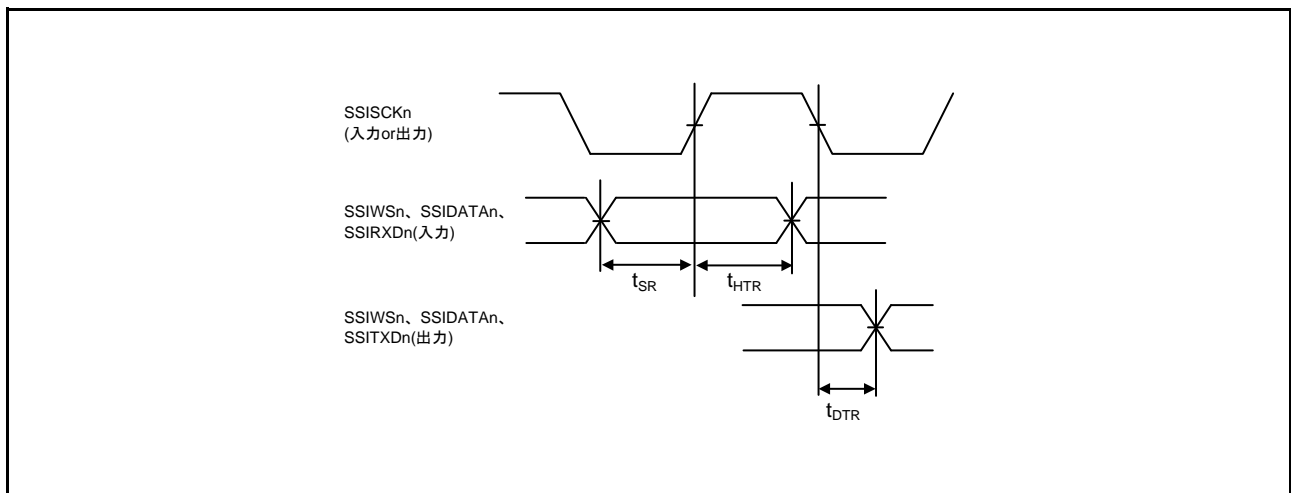 SSISCKn
(入力or出力)
SSIWSn、SSIDATAn、
SSIRXDn(入力)
tSR
tHTR
SSIWSn、SSIDATAn、
SSITXDn(出力)
tDTR